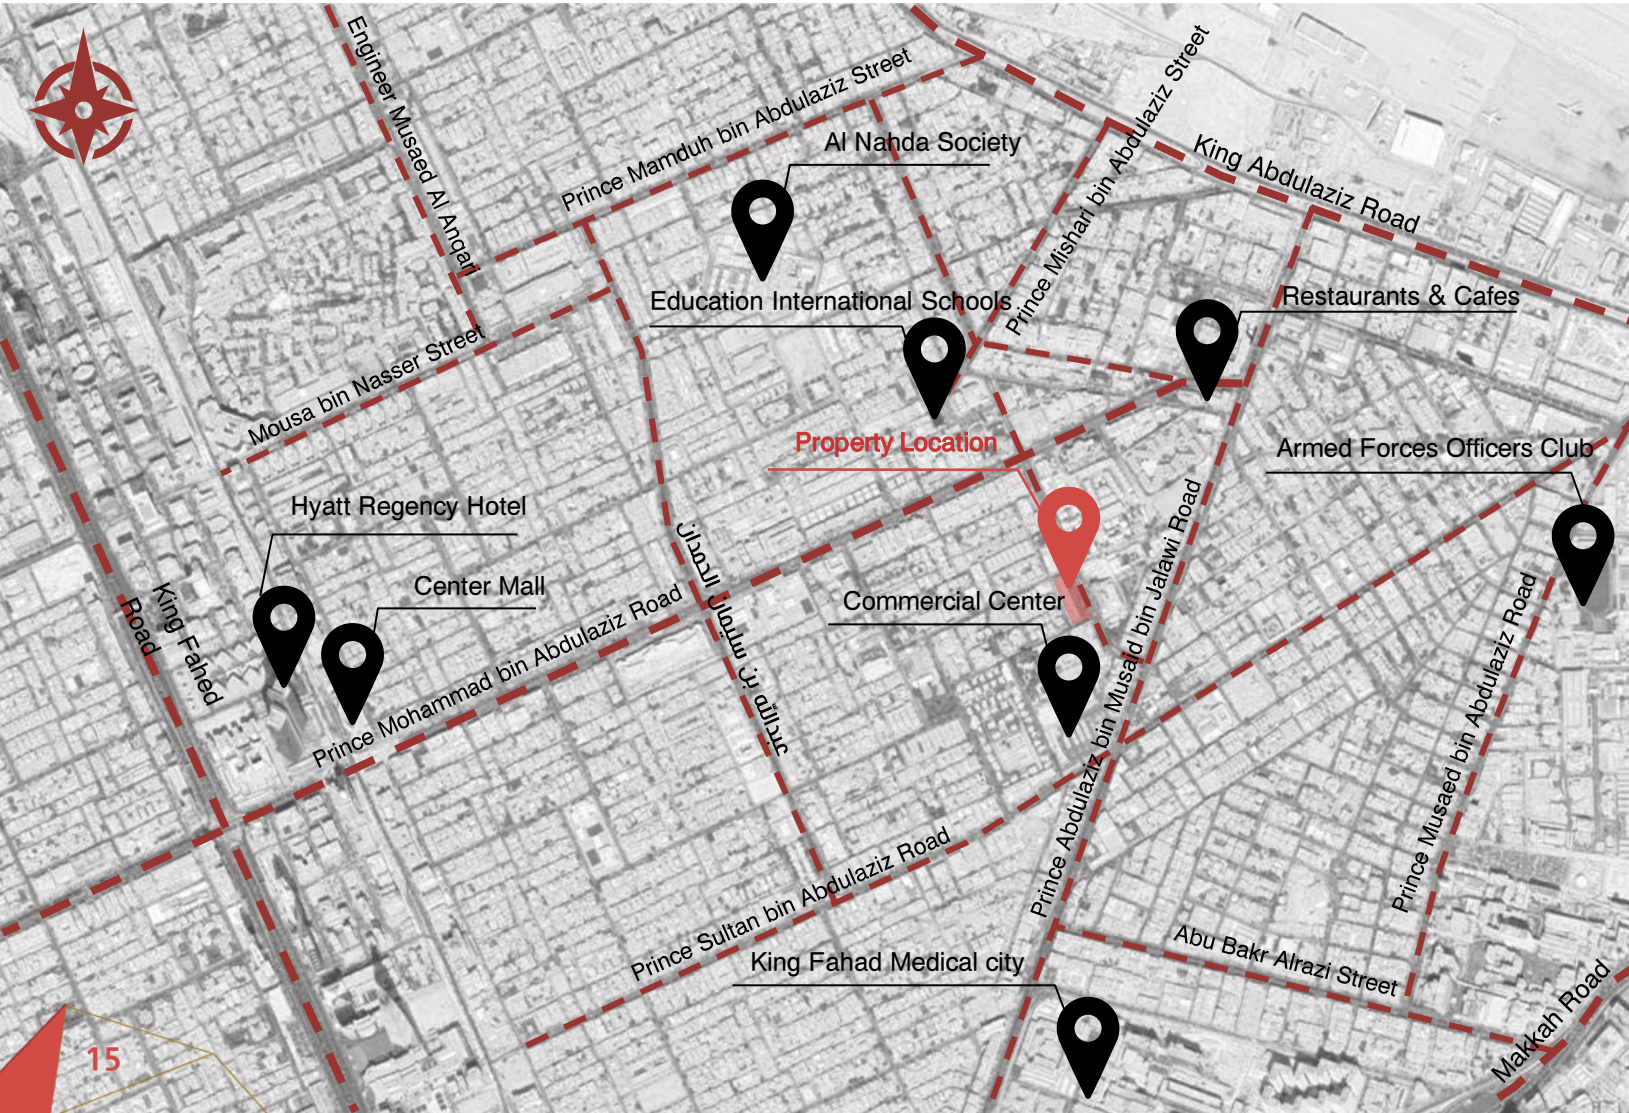 Engineer Musaed Al Anqari
Prince Mamduh bin Abdulaziz Street
Prince Mishari bin Abdulaziz Street
Al Nahda Society
King Abdulaziz Road
Education International Schools
Restaurants & Cafes
Mousa bin Nasser Street
Property Location
Armed Forces Officers Club
Hyatt Regency Hotel
عبدالله بن سليمان الحمدان
Center Mall
Commercial Center
King Fahed
Road
Prince Mohammad bin Abdulaziz Road
Prince Abdulaziz bin Musaid bin Jalawi Road
Prince Musaed bin Abdulaziz Road
Prince Sultan bin Abdulaziz Road
King Fahad Medical city
Abu Bakr Alrazi Street
Makkah Road
15